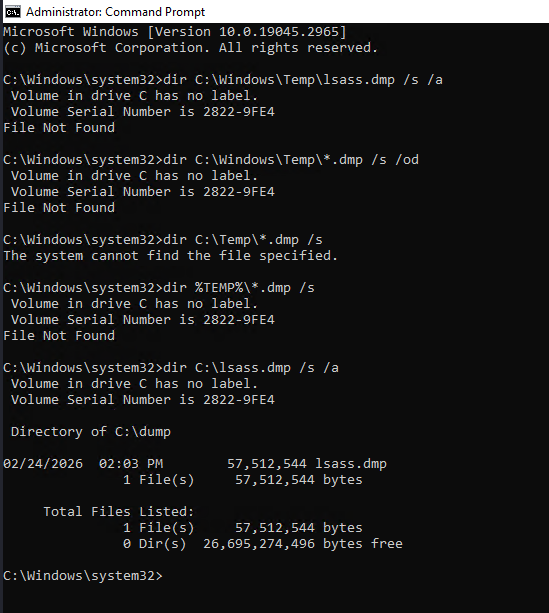 Administrator: Command Prompt
Microsoft Windows [Version 10.0.19045.2965]
(c) Microsoft Corporation. All rights reserved.
C:\Windows\system32>dir C:\Windows\Temp\lsass.dmp /s /a
Volume in drive C has no label.
Volume Serial Number is 2822-9FE4
File Not Found
C:\Windows\system32>dir C:\Windows\Temp\*.dmp /s /od
Volume in drive C has no label.
Volume Serial Number is 2822-9FE4
File Not Found
C:\Windows\system32>dir C:\Temp\*.dmp /s
The system cannot find the file specified.
C:\Windows\system32>dir %TEMP%\*.dmp /s
Volume in drive C has no label.
Volume Serial Number is 2822-9FE4
File Not Found
C:\Windows\system32>dir C:\lsass.dmp /s /a
Volume in drive C has no label.
Volume Serial Number is 2822-9FE4
Directory of C:\dump
02/24/2026  02:03 PM        57,512,544 lsass.dmp
1 File(s)     57,512,544 bytes
Total Files Listed:
1 File(s)     57,512,544 bytes
0 Dir(s)  26,695,274,496 bytes free
C:\Windows\system32>